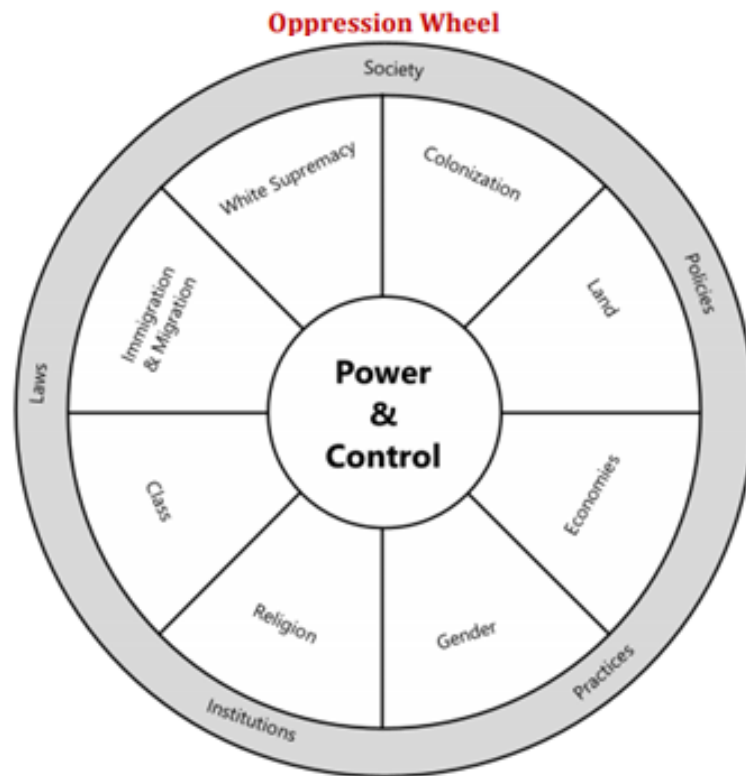 Oppression Wheel
Society
White Supremacy
Colonization
Immigration
& Migration
Land
Policies
Laws
Power
&
Control
Class
Economies
Religion
Gender
Practices
Institutions